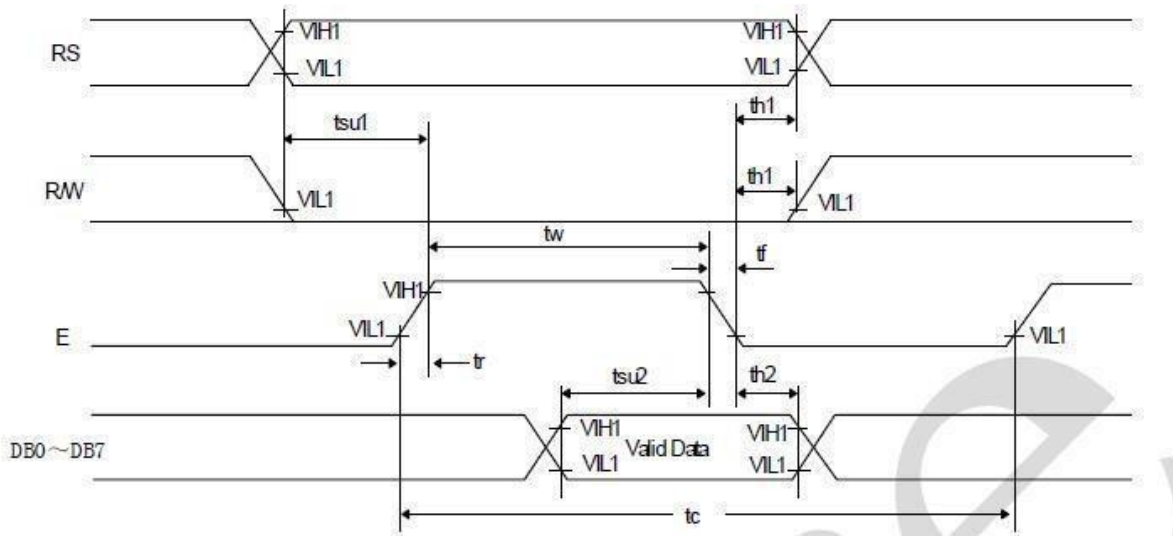 VIH1 VIH1
RS
VIL1 VIL1
th1
tsu1
th1
R/W
VIL1 VIL1
tw
tf
VIH1
E VIL1 VIL1
tr
tsu2 th2
VIH1 VIH1
DB0～DB7 Valid Data
VIL1 VIL1
tc